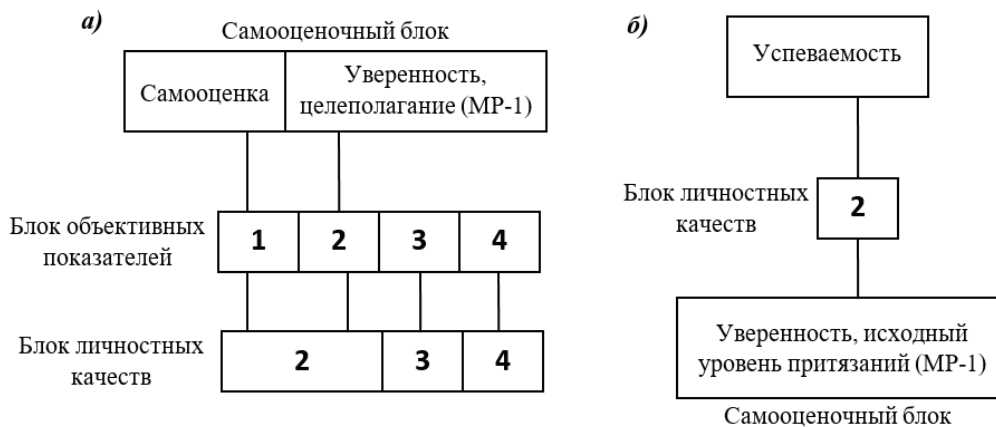 а)
Самооценочный блок
Самооценка
Уверенность,
целеполагание (МР-1)
Блок объективных
показателей
1 2 3 4
Блок личностных
качеств
2 3 4
б)
Успеваемость
Блок личностных
качеств
2
Уверенность, исходный
уровень притязаний (МР-1)
Самооценочный блок